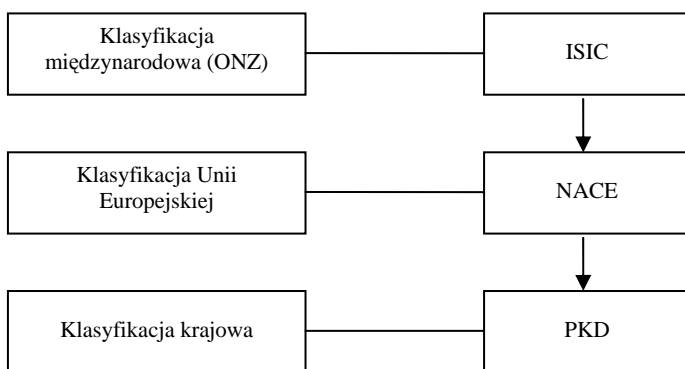 Klasyfikacja
międzynarodowa (ONZ)
ISIC
Klasyfikacja Unii
Europejskiej
NACE
Klasyfikacja krajowa
PKD